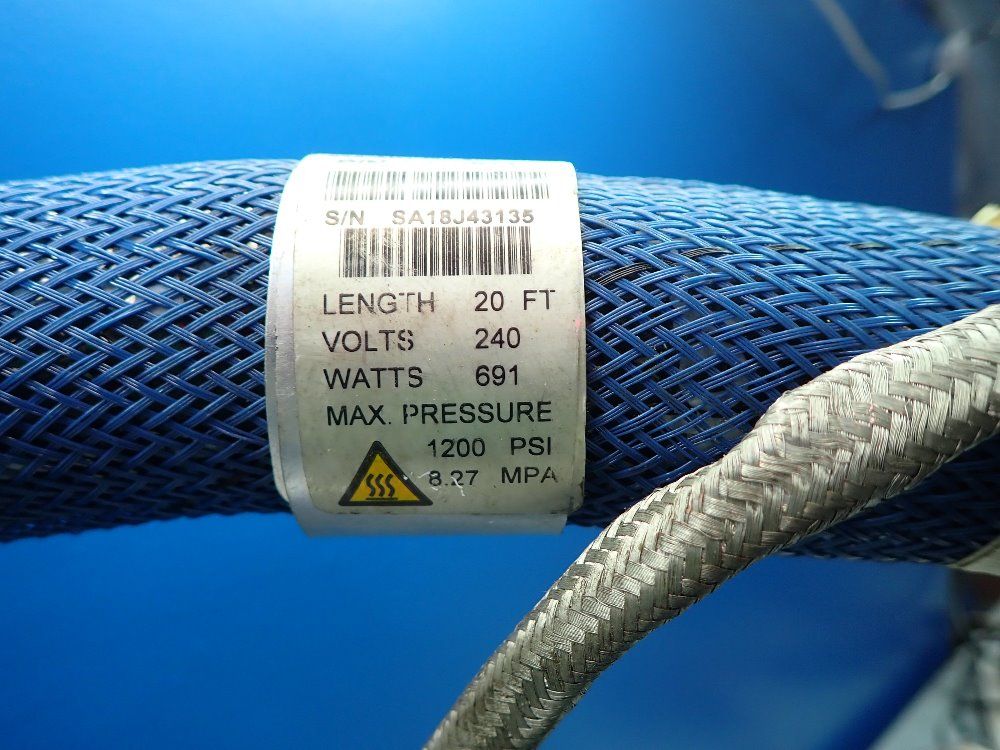 S/N SA18J43135
LENGTH 20 FT
VOLTS 240
WATTS 691
MAX. PRESSURE
1200 PSI
8.27 MPA